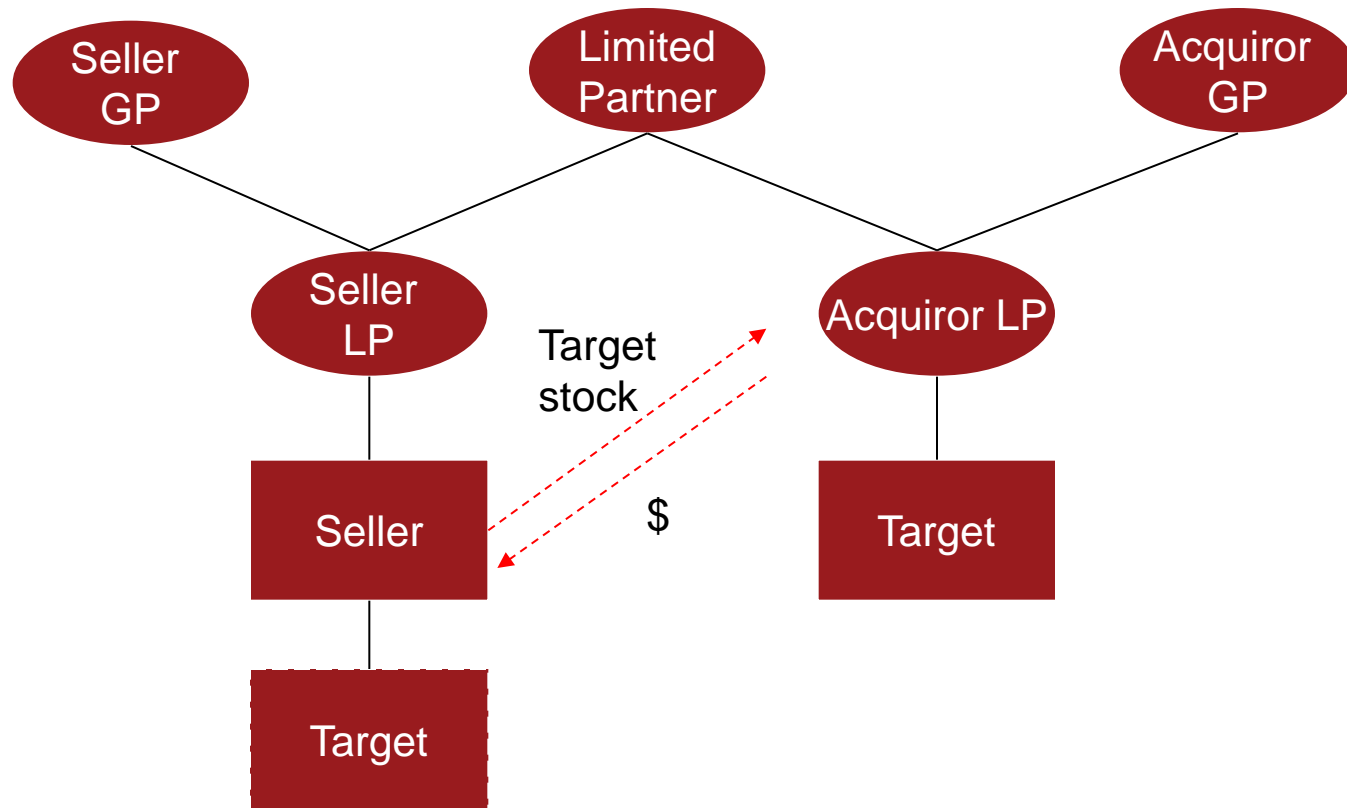 Seller
GP
Limited
Partner
Acquiror
GP
Seller
LP
Acquiror LP
Target
stock
$
Seller
Target
Target